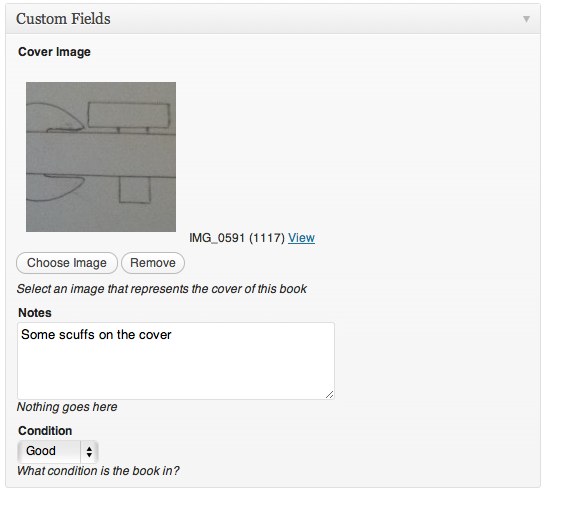 Custom Fields
Cover Image
IMG_0591 (1117) View
Choose Image Remove
Select an image that represents the cover of this book
Notes
Some scuffs on the cover
Nothing goes here
Condition
Good
What condition is the book in?